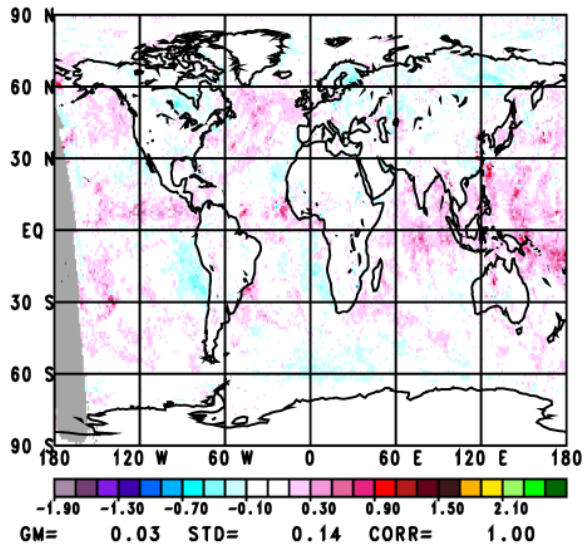 90 N
60 N
30 N
EQ
30 S
60 S
90 S
180 120 W 60 W 0 60 E 120 E 180
-1.90 -1.30 -0.70 -0.10 0.30 0.90 1.50 2.10
GM= 0.03 STD= 0.14 CORR= 1.00